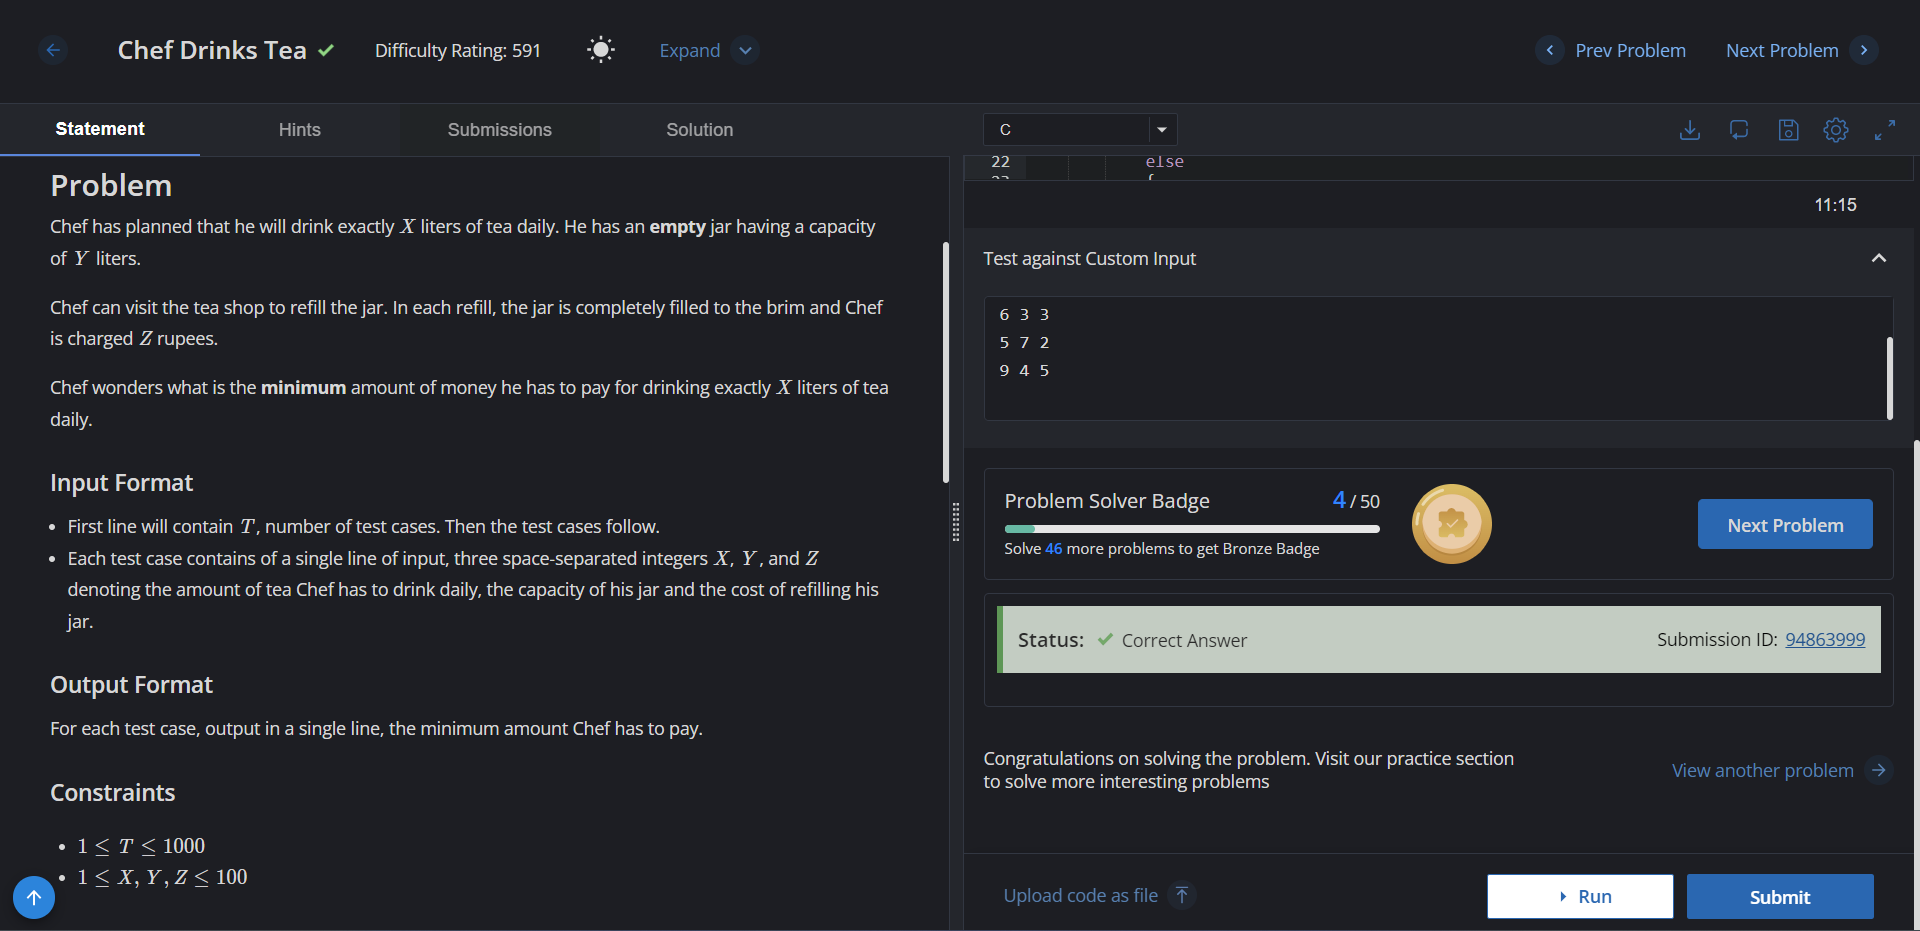 Chef Drinks Tea
Difficulty Rating: 591
Expand
Prev Problem
Next Problem
Statement
Hints
Submissions
Solution
Problem
Chef has planned that he will drink exactly X liters of tea daily. He has an empty jar having a capacity
of Y liters.
Chef can visit the tea shop to refill the jar. In each refill, the jar is completely filled to the brim and Chef
is charged Z rupees.
Chef wonders what is the minimum amount of money he has to pay for drinking exactly X liters of tea
daily.
Input Format
• First line will contain T, number of test cases. Then the test cases follow.
• Each test case contains of a single line of input, three space-separated integers X, Y, and Z
denoting the amount of tea Chef has to drink daily, the capacity of his jar and the cost of refilling his
jar.
Output Format
For each test case, output in a single line, the minimum amount Chef has to pay.
Constraints
• 1 ≤ T ≤ 1000
• 1 ≤ X, Y, Z ≤ 100
C
22 else
11:15
Test against Custom Input
6 3 3
5 7 2
9 4 5
Problem Solver Badge
4 / 50
Solve 46 more problems to get Bronze Badge
Next Problem
Status: Correct Answer
Submission ID: 94863999
Congratulations on solving the problem. Visit our practice section
to solve more interesting problems
View another problem
Upload code as file
Run
Submit